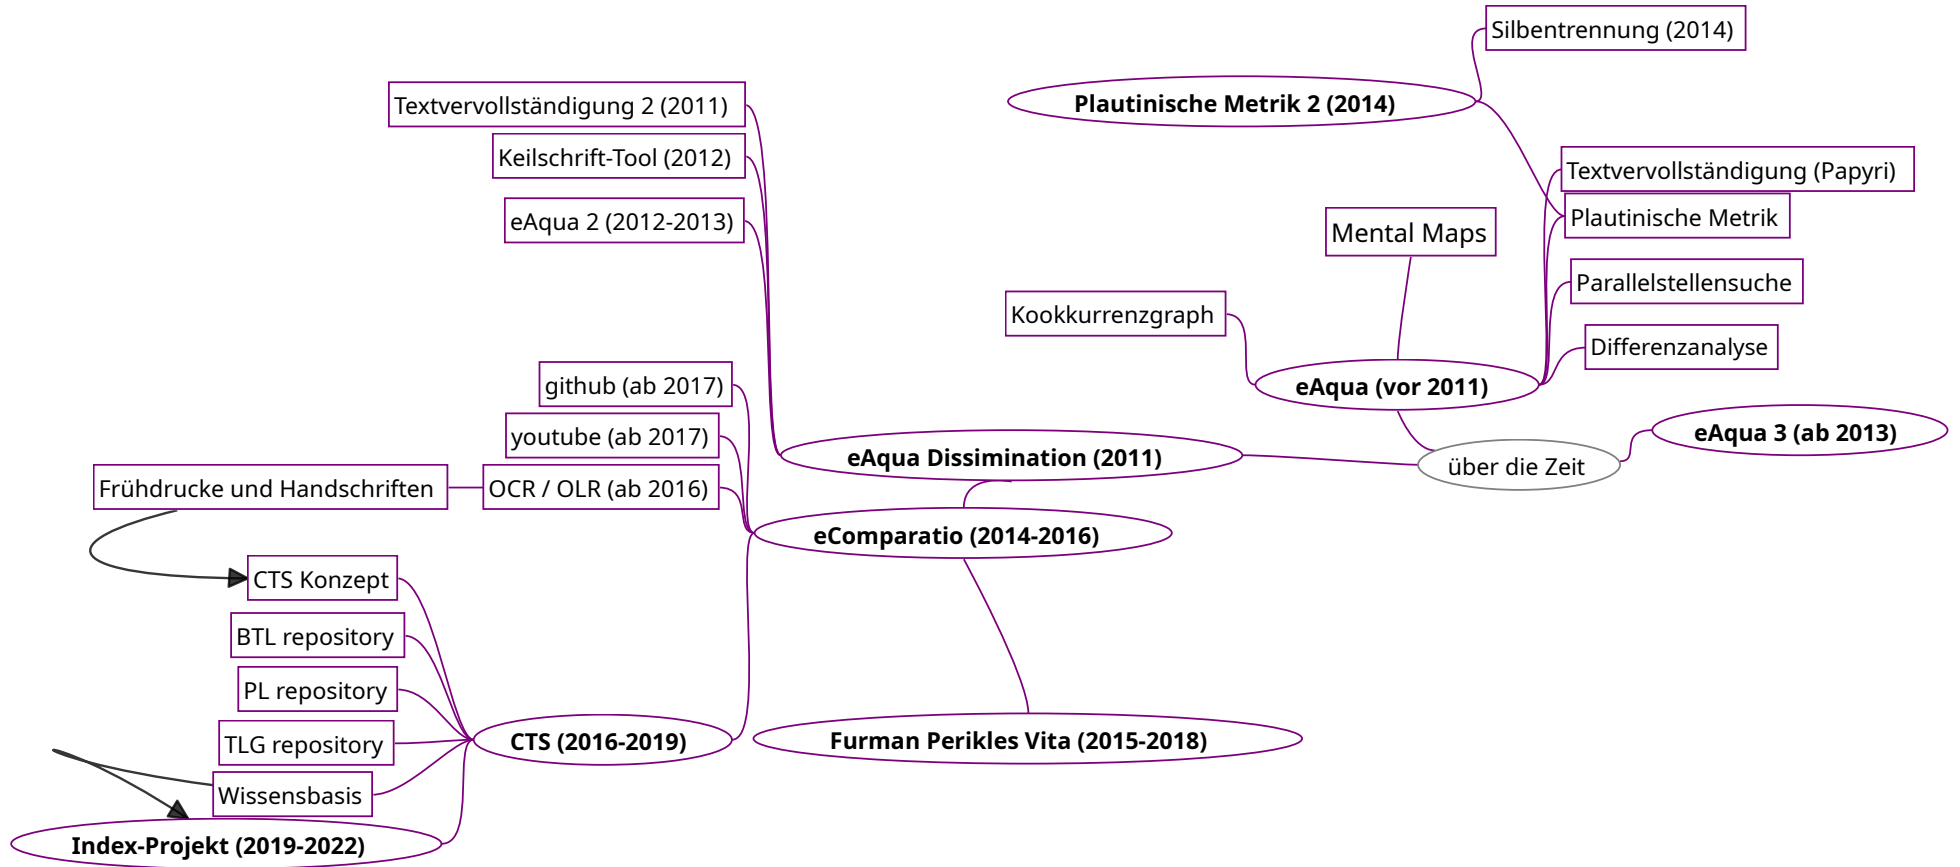 Silbentrennung (2014)
Plautinische Metrik 2 (2014)
Textvervollständigung 2 (2011)
Keilschrift-Tool (2012)
Textvervollständigung (Papyri)
eAqua 2 (2012-2013)
Plautinische Metrik
Mental Maps
Parallelstellensuche
Kookkurrenzgraph
Differenzanalyse
github (ab 2017)
eAqua (vor 2011)
youtube (ab 2017)
eAqua 3 (ab 2013)
eAqua Dissimination (2011)
über die Zeit
Frühdrucke und Handschriften
OCR / OLR (ab 2016)
eComparatio (2014-2016)
CTS Konzept
BTL repository
PL repository
TLG repository
CTS (2016-2019)
Furman Perikles Vita (2015-2018)
Wissensbasis
Index-Projekt (2019-2022)